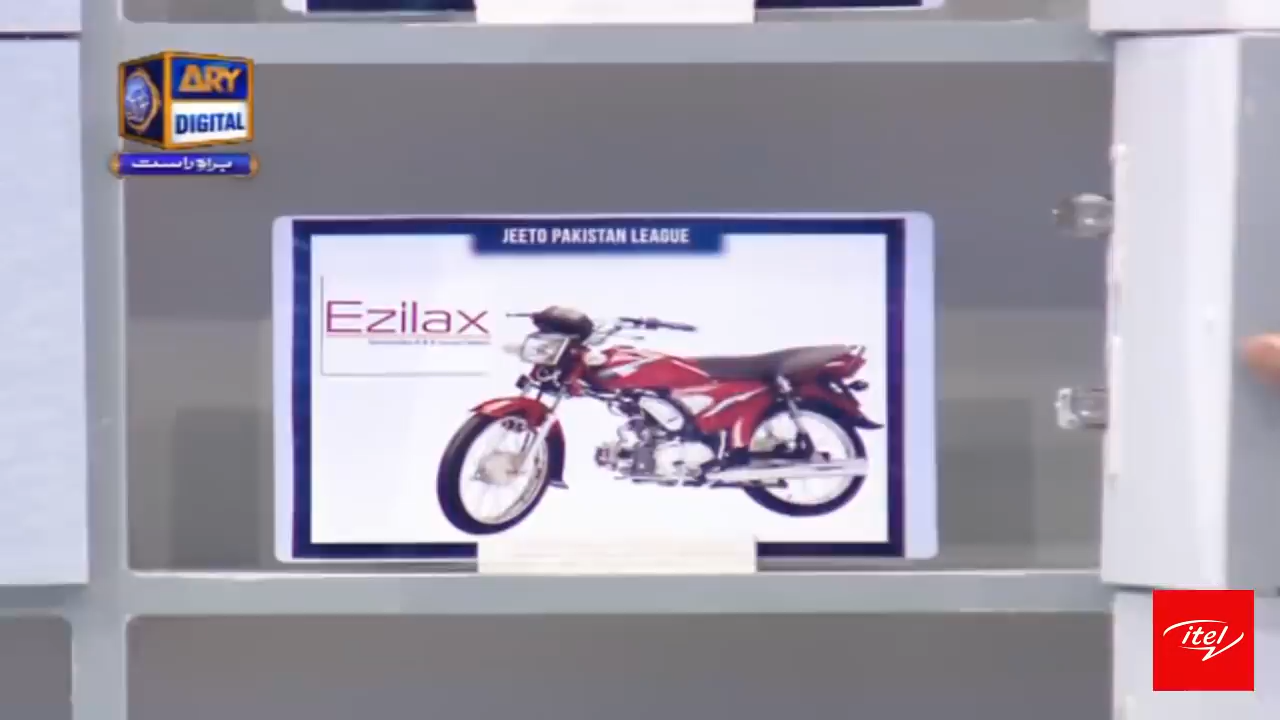 ARY
DIGITAL
براہ راست
JEETO PAKISTAN LEAGUE
Ezilax
itel